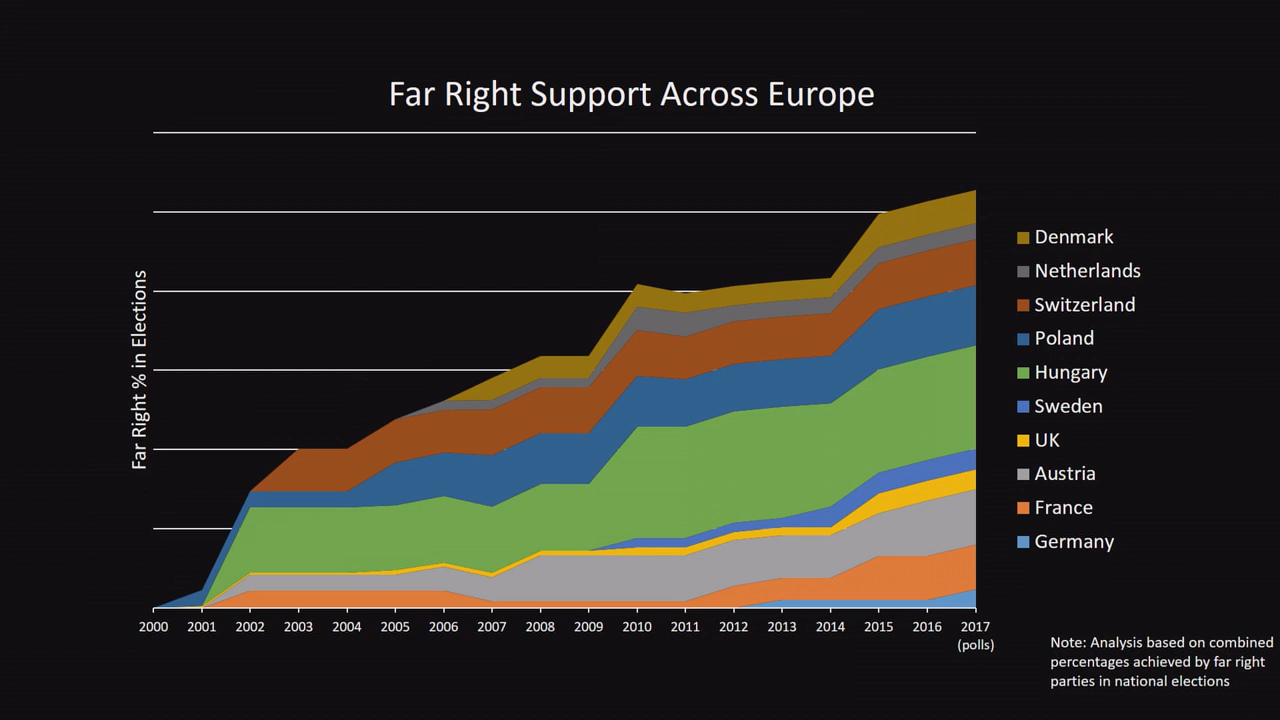 Far Right Support Across Europe
Far Right % in Elections
Denmark
Netherlands
Switzerland
Poland
Hungary
Sweden
UK
Austria
France
Germany
2000 2001 2002 2003 2004 2005 2006 2007 2008 2009 2010 2011 2012 2013 2014 2015 2016 2017
(polls)
Note: Analysis based on combined
percentages achieved by far right
parties in national elections